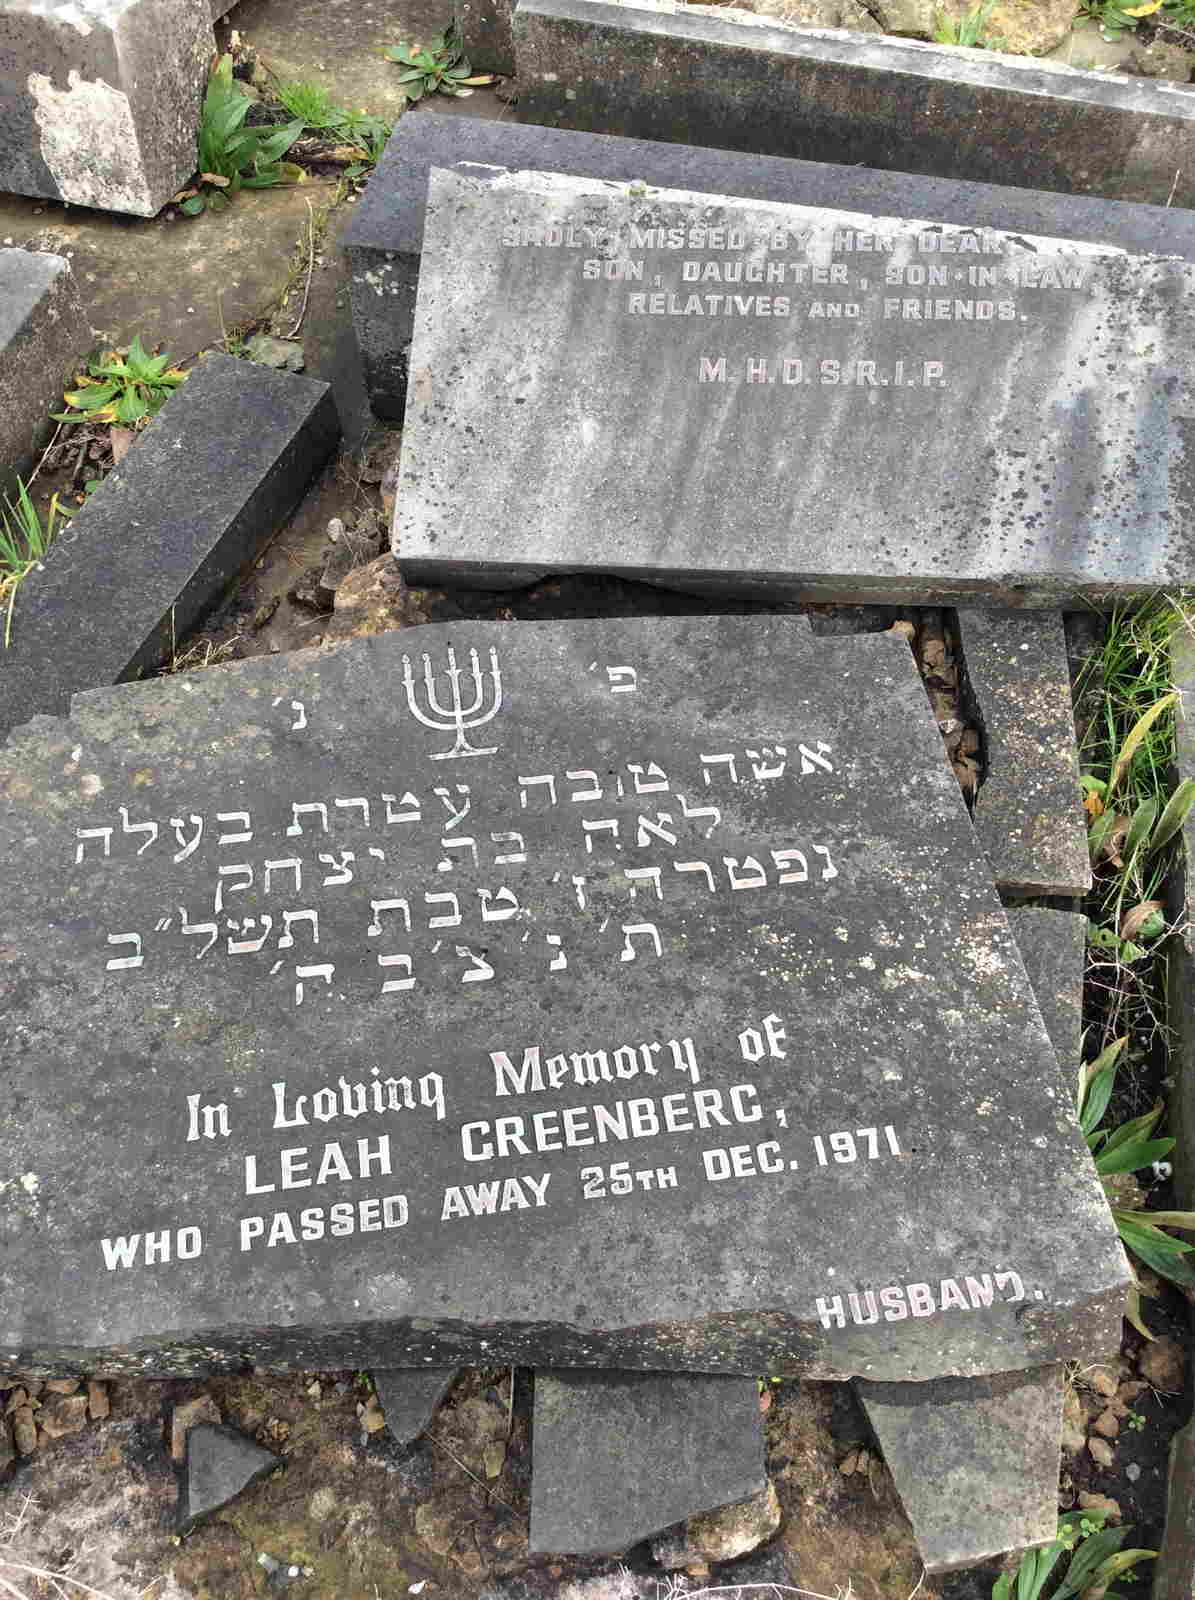 SADLY MISSED BY HER DEAR
SON, DAUGHTER, SON-IN-LAW
RELATIVES AND FRIENDS.
M.H.D.S.R.I.P.
פ׳ נ׳
אשה טובה עטרת בעלה
לאה בת יצחק
נפטרה ז׳ טבת תשל״ב
ת׳ נ׳ צ׳ ב׳ ה׳
In Loving Memory of
LEAH GREENBERG,
WHO PASSED AWAY 25TH DEC. 1971
HUSBAND.